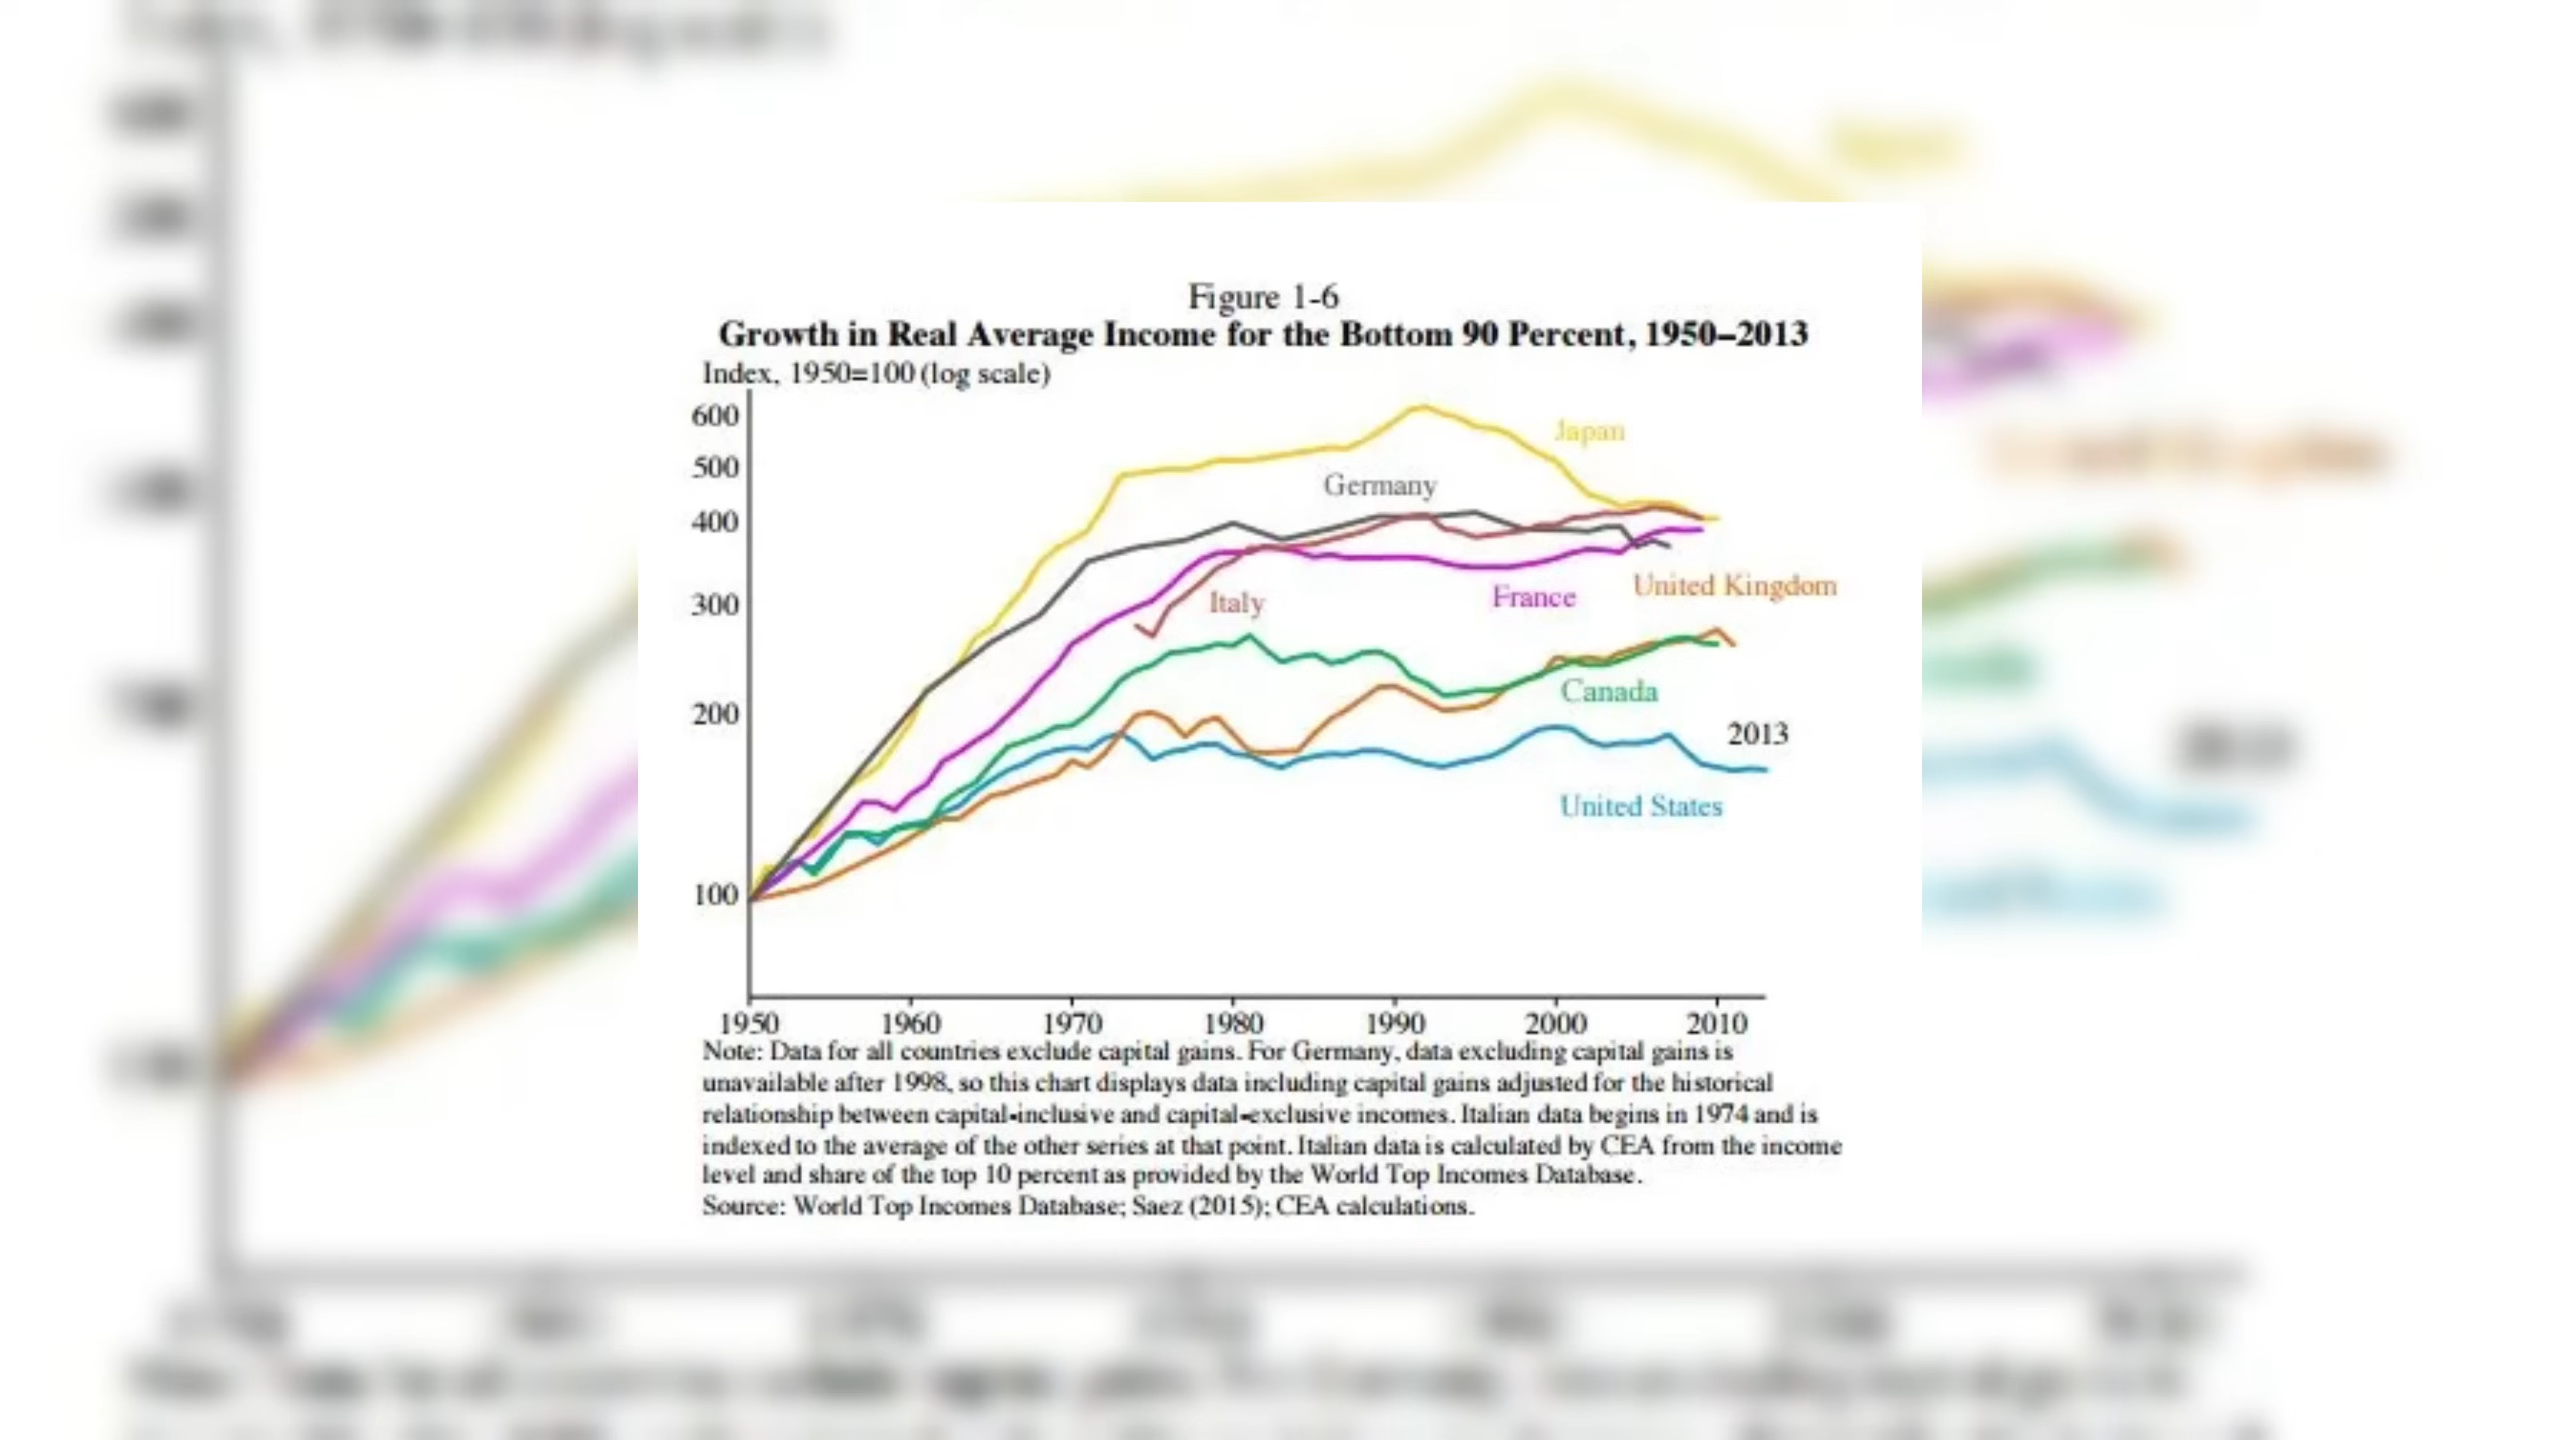 Figure 1-6
Growth in Real Average Income for the Bottom 90 Percent, 1950–2013
Index, 1950=100 (log scale)
600
500
400
300
200
100
Japan
Germany
Italy
France
United Kingdom
Canada
2013
United States
1950 1960 1970 1980 1990 2000 2010
Note: Data for all countries exclude capital gains. For Germany, data excluding capital gains is
unavailable after 1998, so this chart displays data including capital gains adjusted for the historical
relationship between capital-inclusive and capital-exclusive incomes. Italian data begins in 1974 and is
indexed to the average of the other series at that point. Italian data is calculated by CEA from the income
level and share of the top 10 percent as provided by the World Top Incomes Database.
Source: World Top Incomes Database; Saez (2015); CEA calculations.